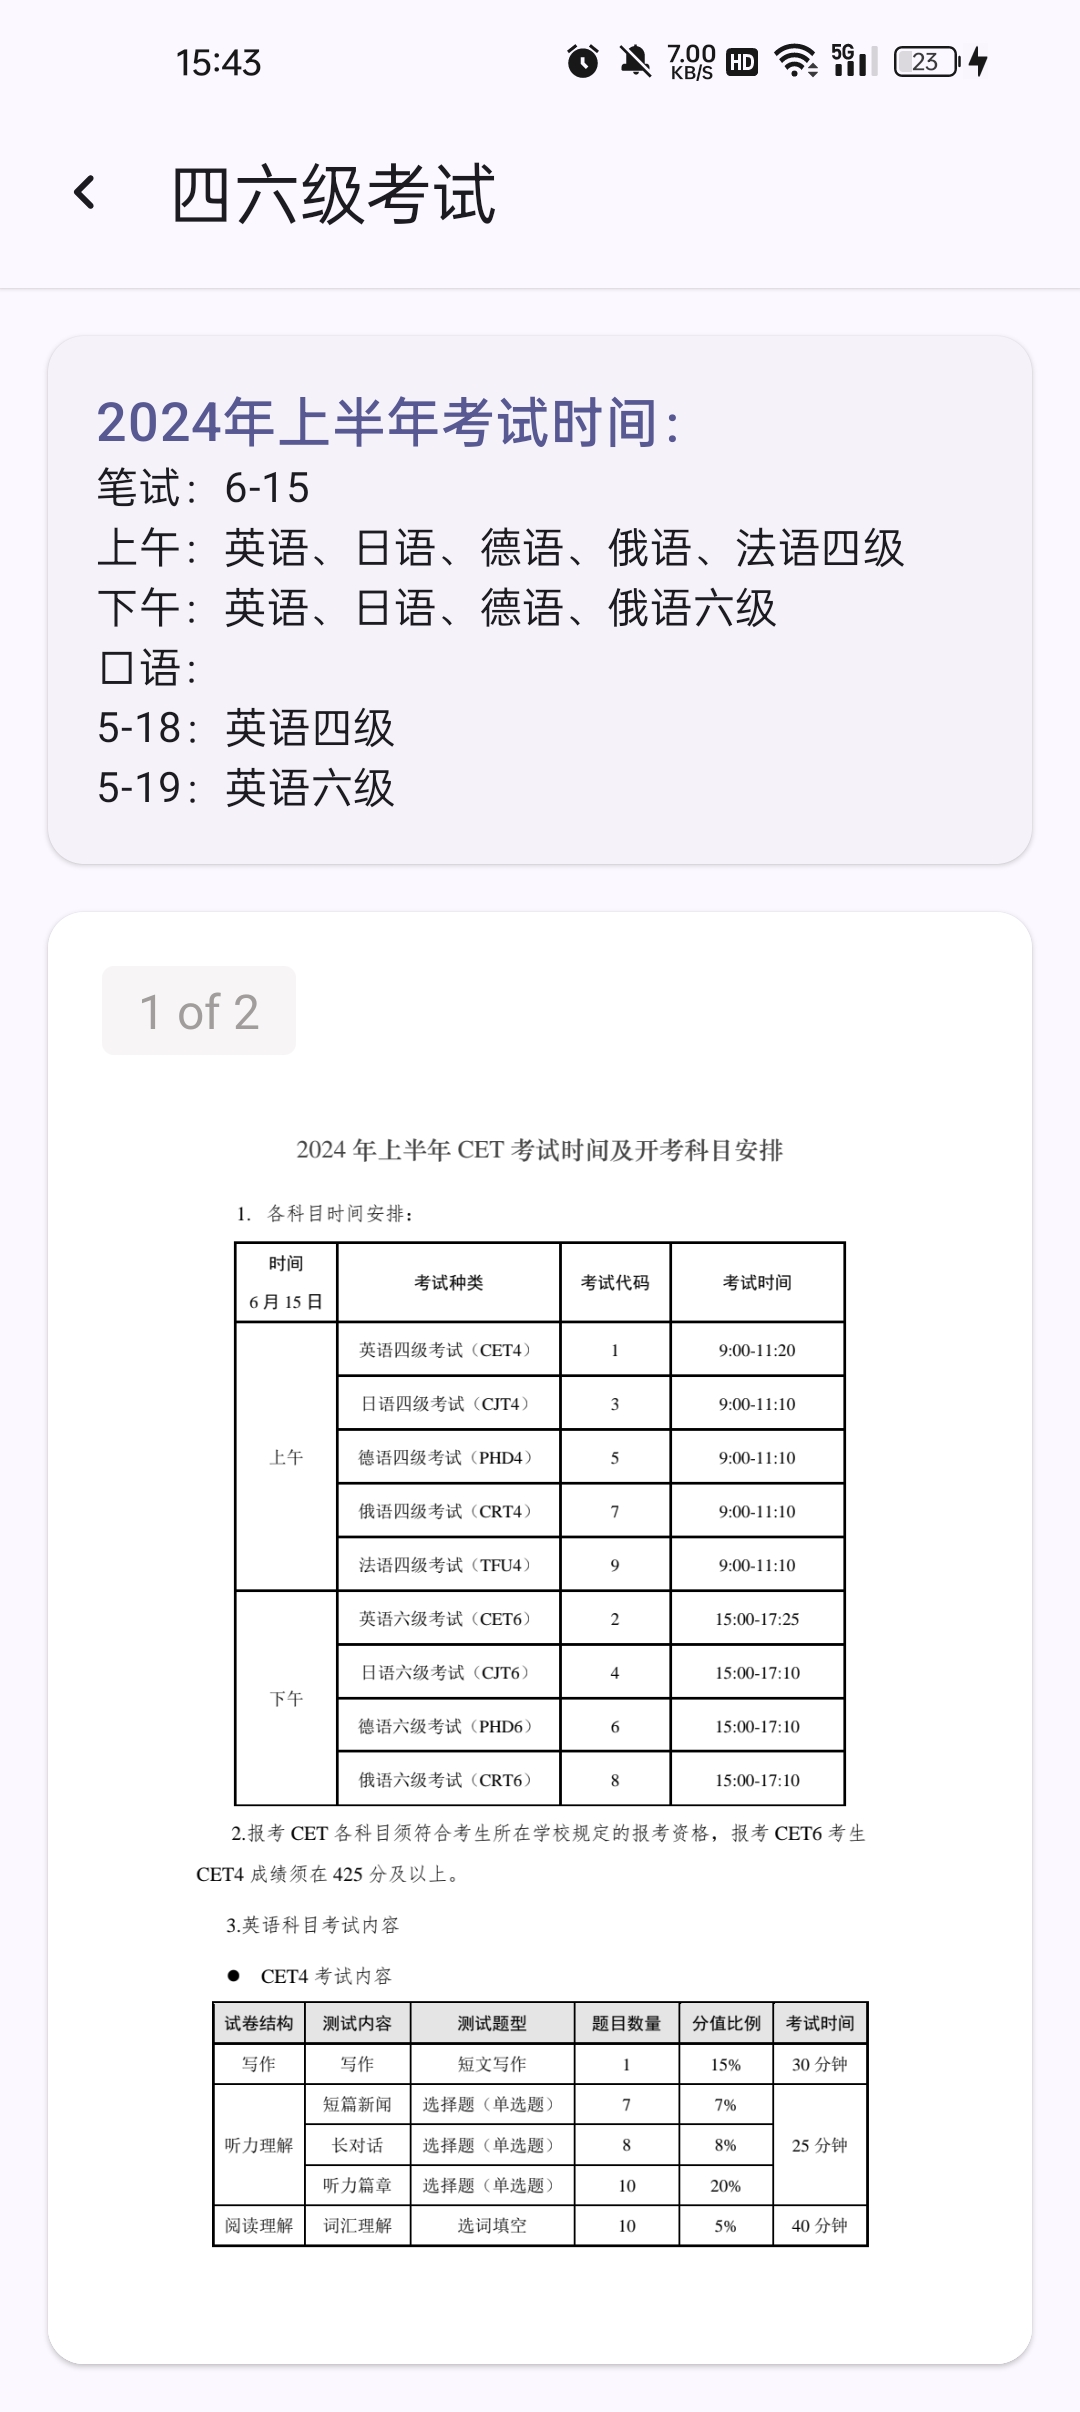 15:43
7.00 KB/S HD 5G 23
四六级考试
2024年上半年考试时间：
笔试：6-15
上午：英语、日语、德语、俄语、法语四级
下午：英语、日语、德语、俄语六级
口语：
5-18：英语四级
5-19：英语六级
1 of 2
2024 年上半年 CET 考试时间及开考科目安排
1. 各科目时间安排：
时间 6 月 15 日 考试种类 考试代码 考试时间
上午
英语四级考试（CET4） 1 9:00-11:20
日语四级考试（CJT4） 3 9:00-11:10
德语四级考试（PHD4） 5 9:00-11:10
俄语四级考试（CRT4） 7 9:00-11:10
法语四级考试（TFU4） 9 9:00-11:10
下午
英语六级考试（CET6） 2 15:00-17:25
日语六级考试（CJT6） 4 15:00-17:10
德语六级考试（PHD6） 6 15:00-17:10
俄语六级考试（CRT6） 8 15:00-17:10
2.报考 CET 各科目须符合考生所在学校规定的报考资格，报考 CET6 考生
CET4 成绩须在 425 分及以上。
3.英语科目考试内容
● CET4 考试内容
试卷结构 测试内容 测试题型 题目数量 分值比例 考试时间
写作 写作 短文写作 1 15% 30 分钟
听力理解 短篇新闻 选择题（单选题） 7 7% 25 分钟
长对话 选择题（单选题） 8 8%
听力篇章 选择题（单选题） 10 20%
阅读理解 词汇理解 选词填空 10 5% 40 分钟